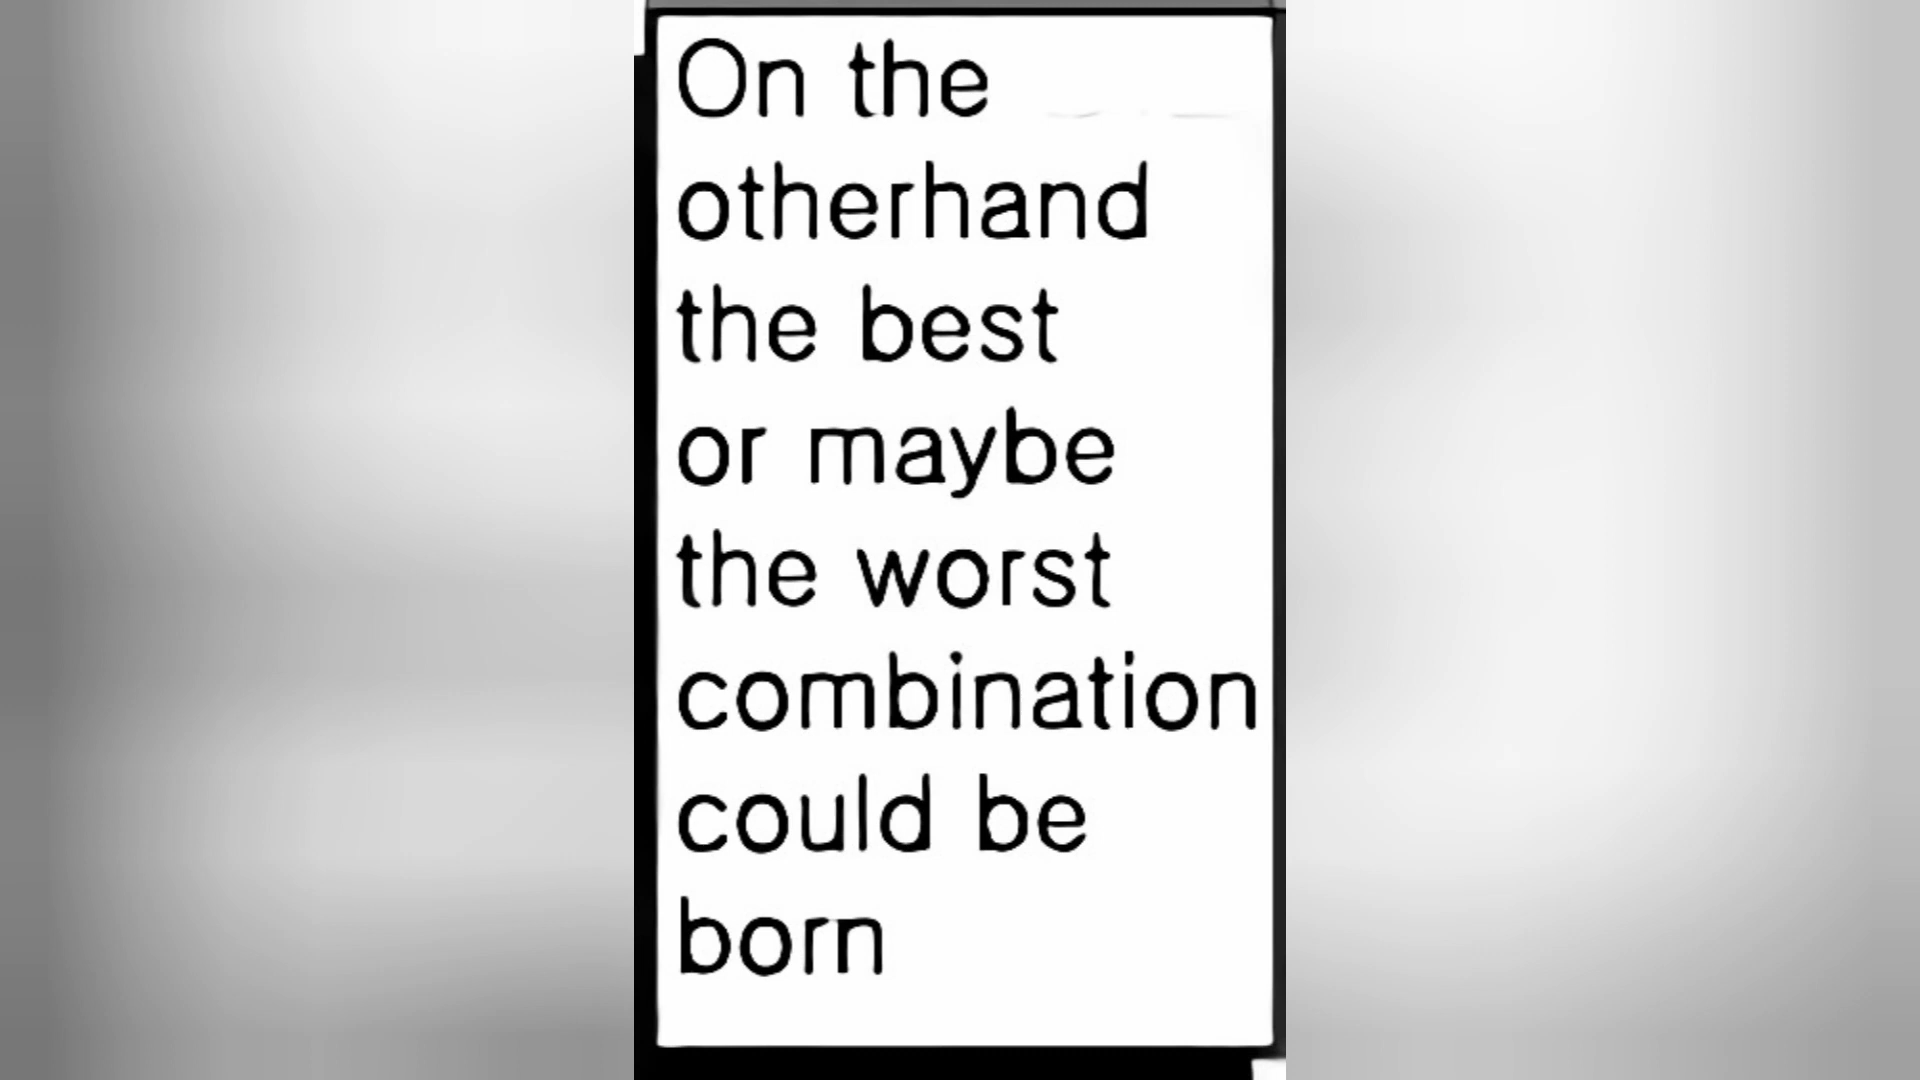 On the
otherhand
the best
or maybe
the worst
combination
could be
born